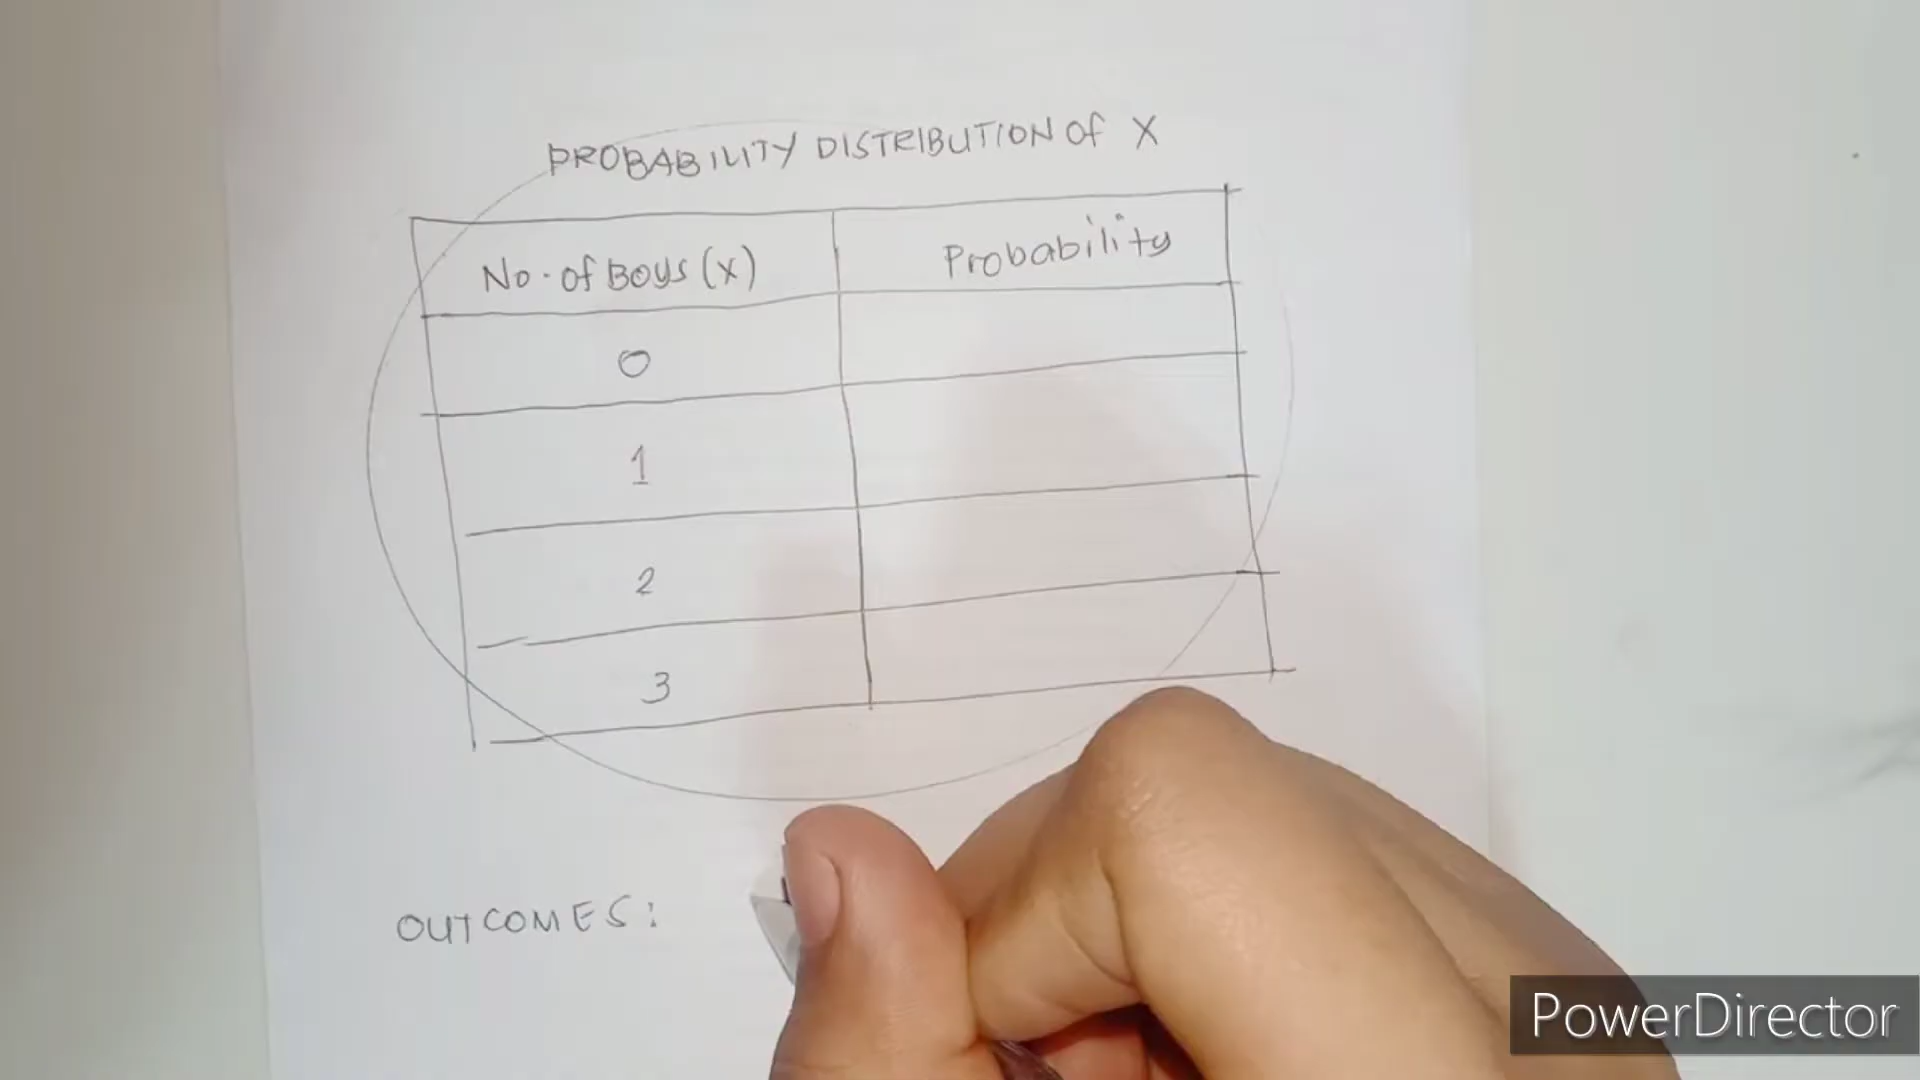 PROBABILITY DISTRIBUTION Of X
No. of Boys (x) Probability
0
1
2
3
OUTCOMES:
PowerDirector